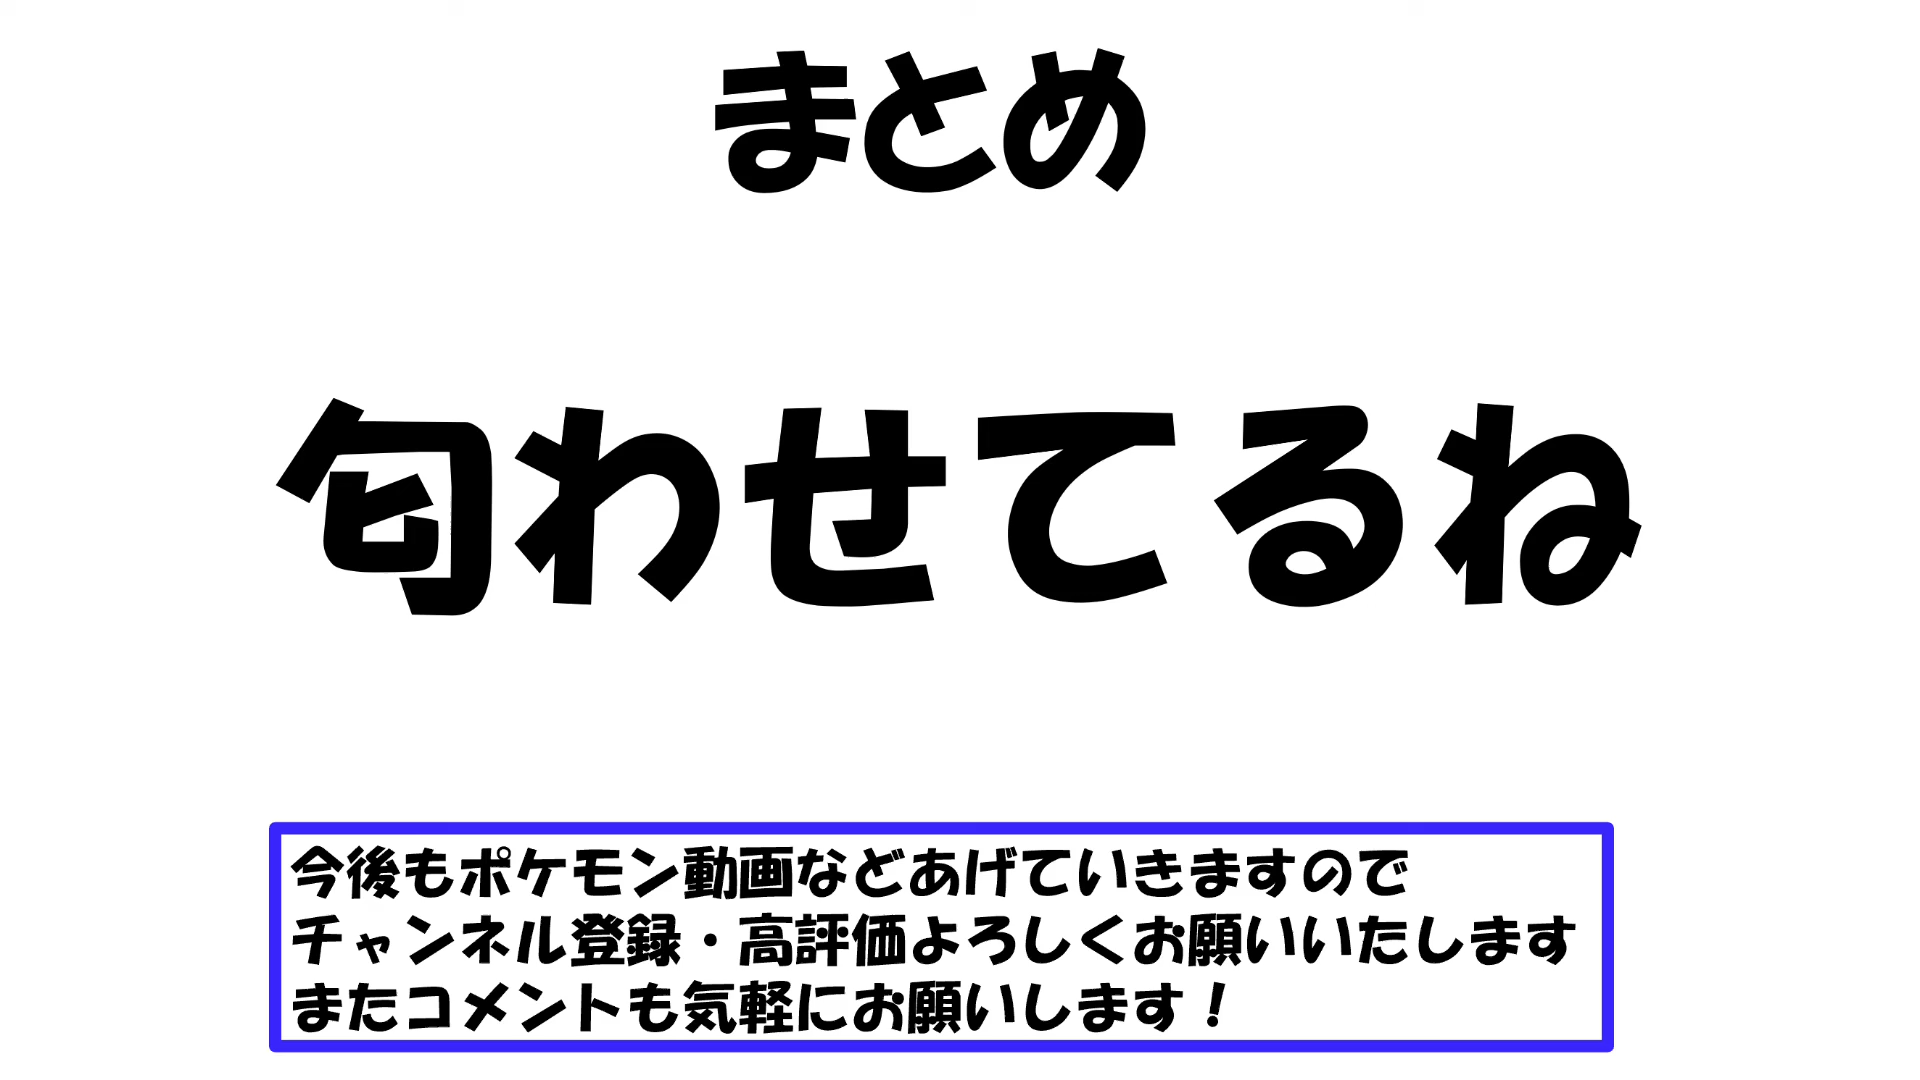 まとめ
匂わせてるね
今後もポケモン動画などあげていきますので
チャンネル登録・高評価よろしくお願いいたします
またコメントも気軽にお願いします！